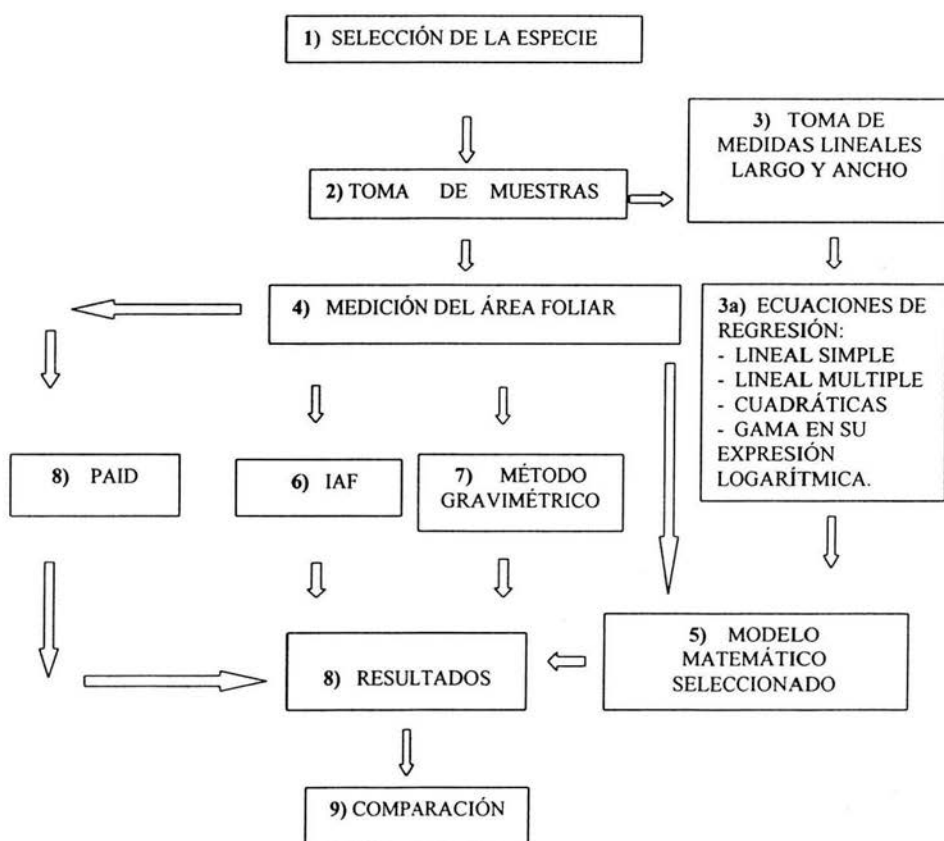 1) SELECCIÓN DE LA ESPECIE
3) TOMA DE
MEDIDAS LINEALES
LARGO Y ANCHO
2) TOMA DE MUESTRAS
4) MEDICIÓN DEL ÁREA FOLIAR
3a) ECUACIONES DE
REGRESIÓN:
- LINEAL SIMPLE
- LINEAL MULTIPLE
- CUADRÁTICAS
- GAMA EN SU
EXPRESIÓN
LOGARÍTMICA.
8) PAID
6) IAF
7) MÉTODO
GRAVIMÉTRICO
5) MODELO
MATEMÁTICO
SELECCIONADO
8) RESULTADOS
9) COMPARACIÓN